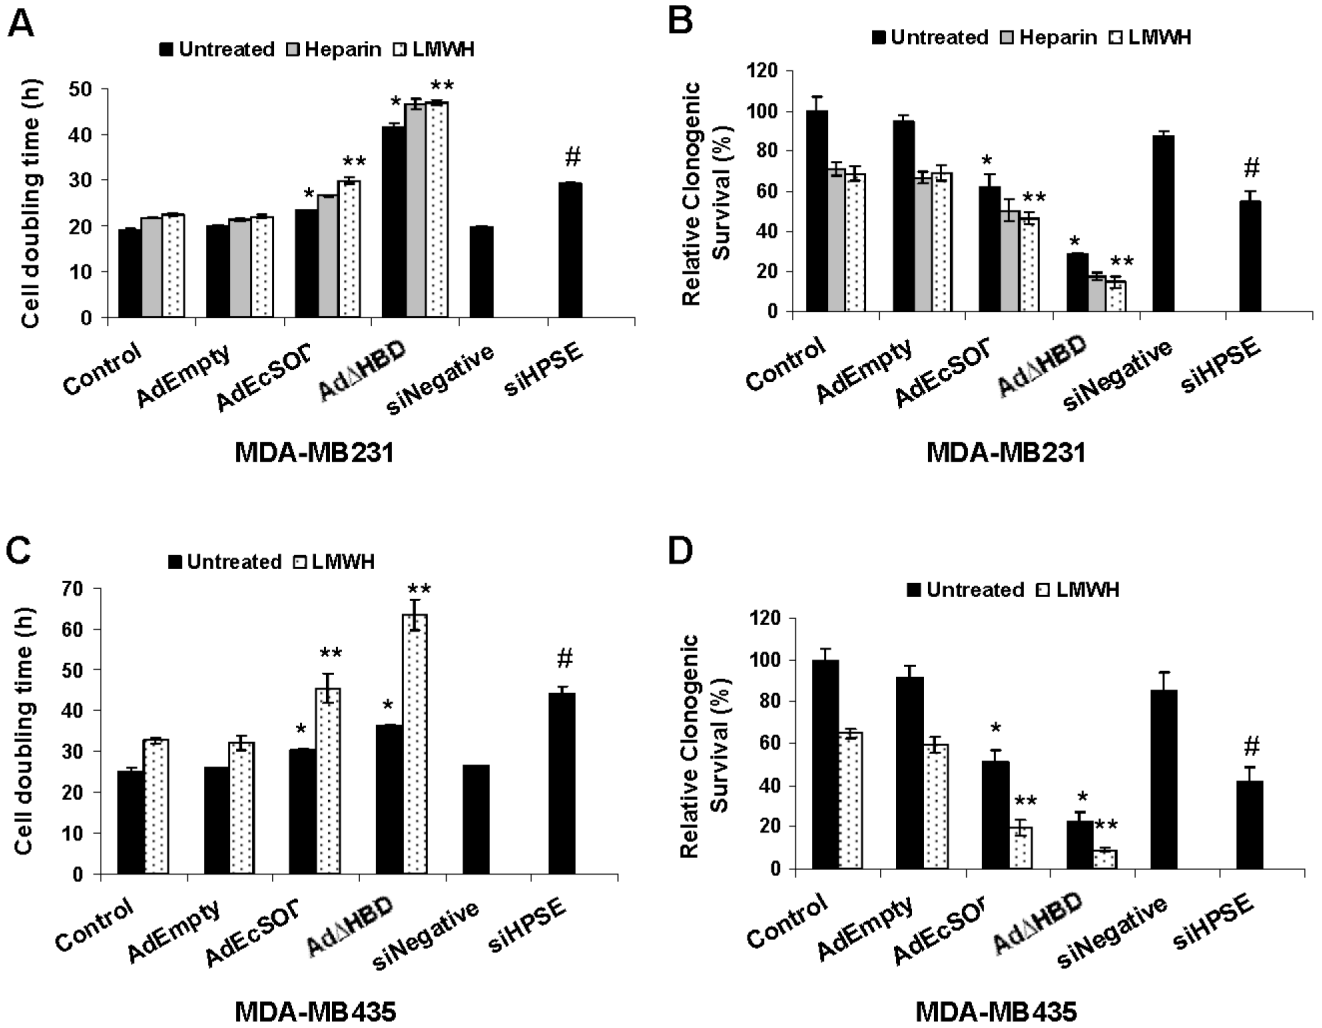 A
Untreated Heparin LMWH
Cell doubling time (h)
50
40
30
20
10
0
* ** * ** #
Control AdEmpty AdEcSOD AdΔHBD siNegative siHPSE
MDA-MB231
B
Untreated Heparin LMWH
Relative Clonogenic
Survival (%)
120
100
80
60
40
20
0
* ** * ** #
Control AdEmpty AdEcSOD AdΔHBD siNegative siHPSE
MDA-MB231
C
Untreated LMWH
Cell doubling time (h)
70
60
50
40
30
20
10
0
* ** * ** #
Control AdEmpty AdEcSOD AdΔHBD siNegative siHPSE
MDA-MB435
D
Untreated LMWH
Relative Clonogenic
Survival (%)
120
100
80
60
40
20
0
* ** * ** #
Control AdEmpty AdEcSOD AdΔHBD siNegative siHPSE
MDA-MB435